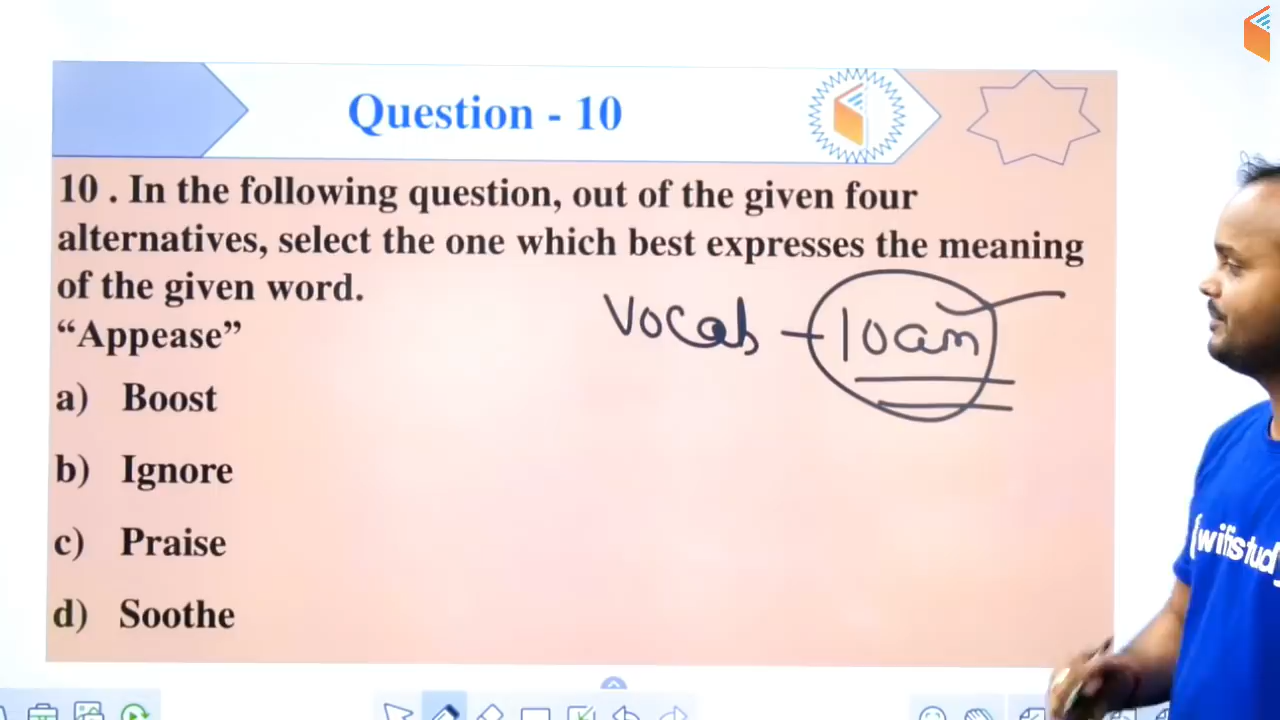 Question - 10
10 . In the following question, out of the given four
alternatives, select the one which best expresses the meaning
of the given word.
“Appease”
Vocab - 10am
a) Boost
b) Ignore
c) Praise
d) Soothe
wifistudy